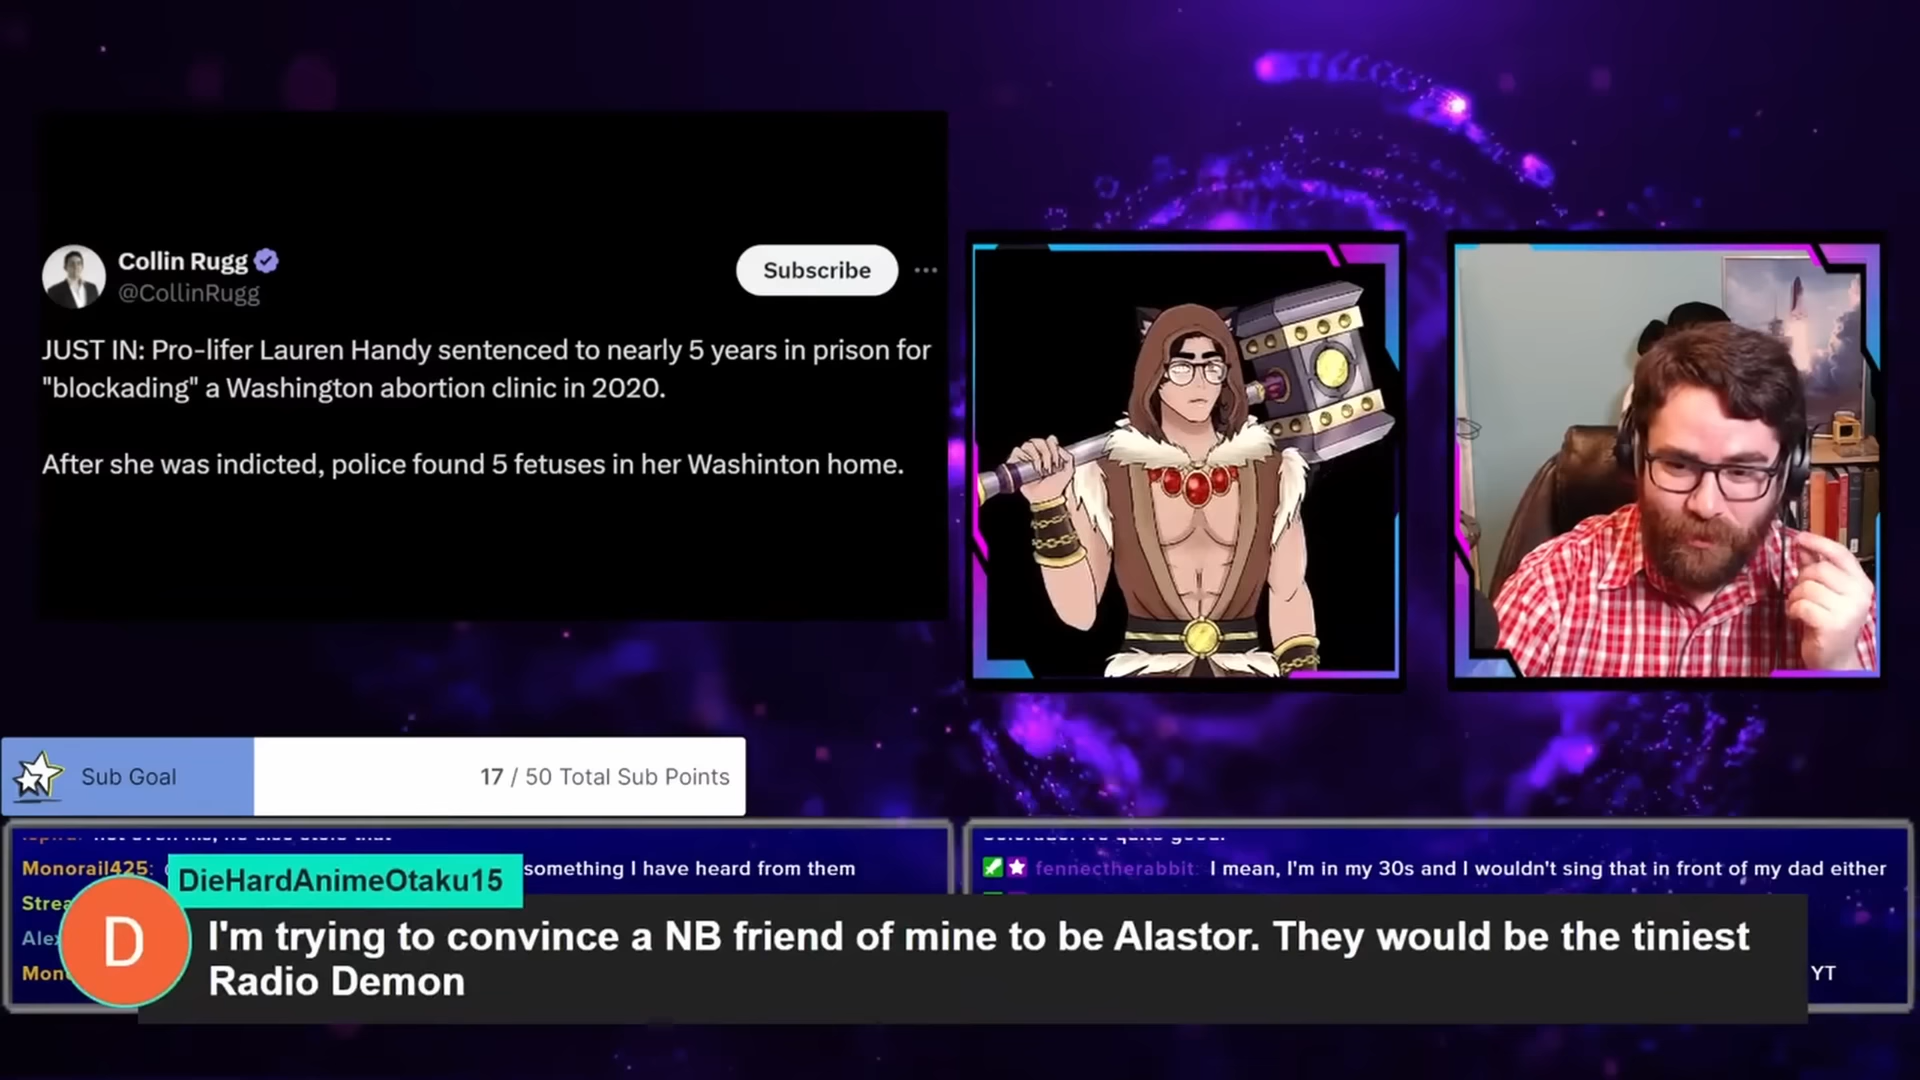 Collin Rugg
@CollinRugg
Subscribe
JUST IN: Pro-lifer Lauren Handy sentenced to nearly 5 years in prison for
"blockading" a Washington abortion clinic in 2020.
After she was indicted, police found 5 fetuses in her Washinton home.
Sub Goal
17 / 50 Total Sub Points
Monorail425: something I have heard from them
fennectherabbit: I mean, I'm in my 30s and I wouldn't sing that in front of my dad either
DieHardAnimeOtaku15
D
I'm trying to convince a NB friend of mine to be Alastor. They would be the tiniest
Radio Demon
YT